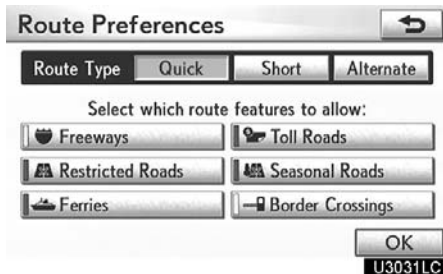 Route Preferences
Route Type Quick Short Alternate
Select which route features to allow:
Freeways Toll Roads
Restricted Roads Seasonal Roads
Ferries Border Crossings
OK
U3031LC